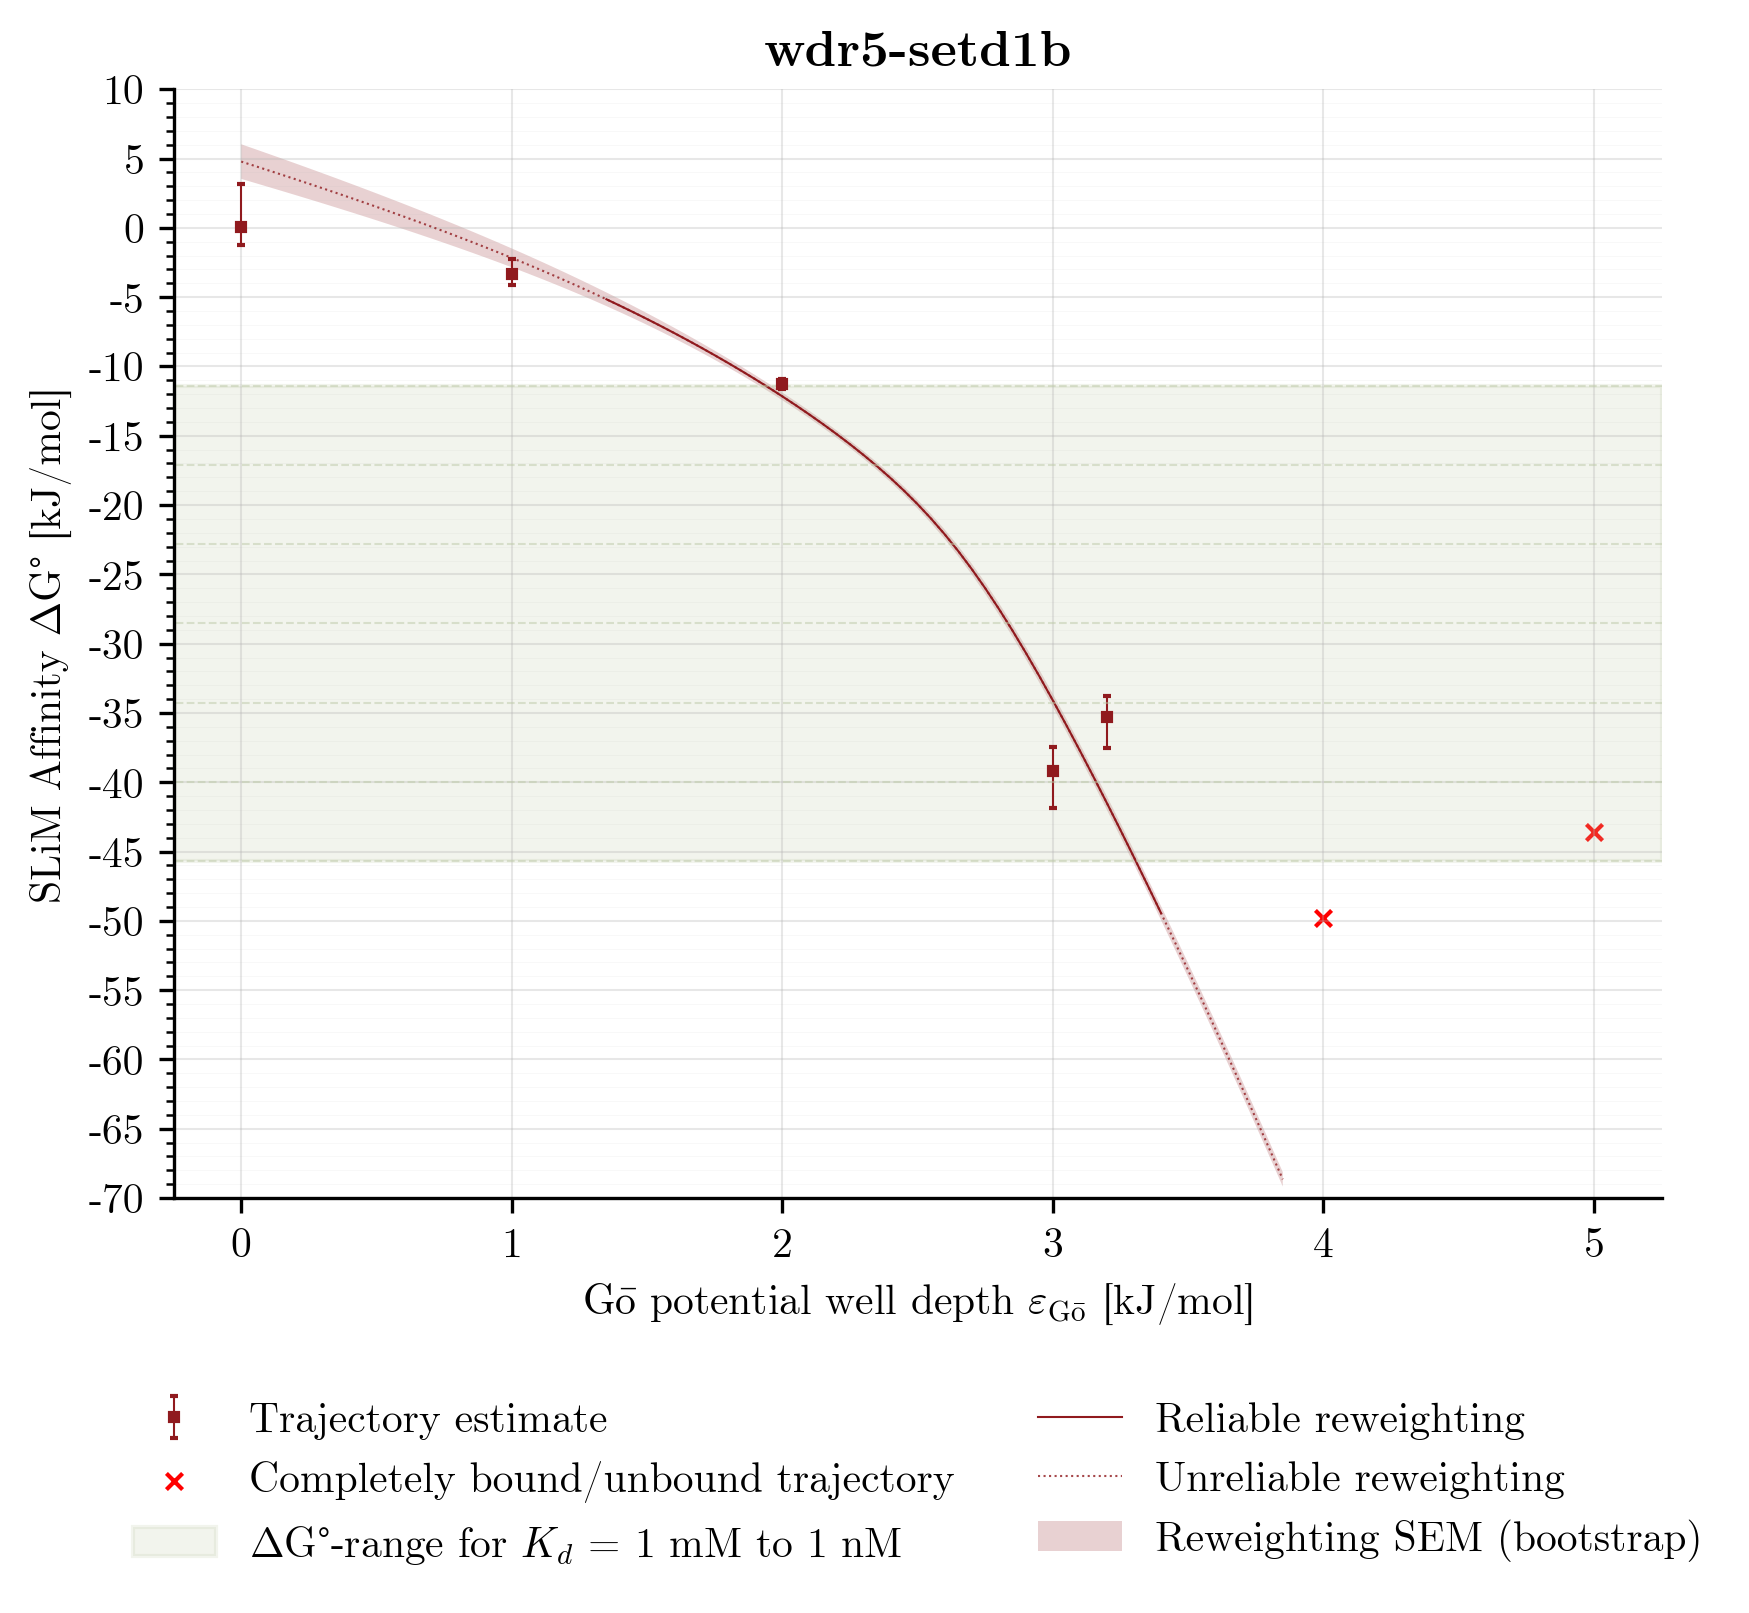 wdr5-setd1b
10
5
0
-5
-10
-15
-20
-25
-30
-35
-40
-45
-50
-55
-60
-65
-70
SLiM Affinity ΔG° [kJ/mol]
0 1 2 3 4 5
Gō potential well depth ε_Gō [kJ/mol]
Trajectory estimate
Completely bound/unbound trajectory
ΔG°-range for K_d = 1 mM to 1 nM
Reliable reweighting
Unreliable reweighting
Reweighting SEM (bootstrap)